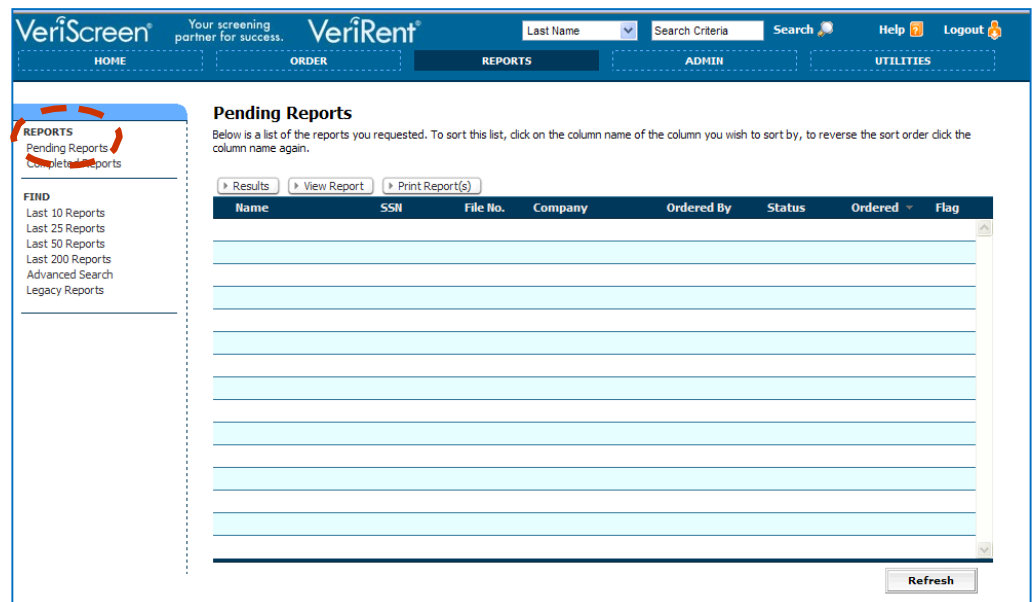 VeriScreen® Your screening partner for success. VeriRent® Last Name Search Criteria Search Help Logout
HOME ORDER REPORTS ADMIN UTILITIES
REPORTS
Pending Reports
Completed Reports
FIND
Last 10 Reports
Last 25 Reports
Last 50 Reports
Last 200 Reports
Advanced Search
Legacy Reports
Pending Reports
Below is a list of the reports you requested. To sort this list, click on the column name of the column you wish to sort by, to reverse the sort order click the
column name again.
Results View Report Print Report(s)
Name SSN File No. Company Ordered By Status Ordered Flag
Refresh